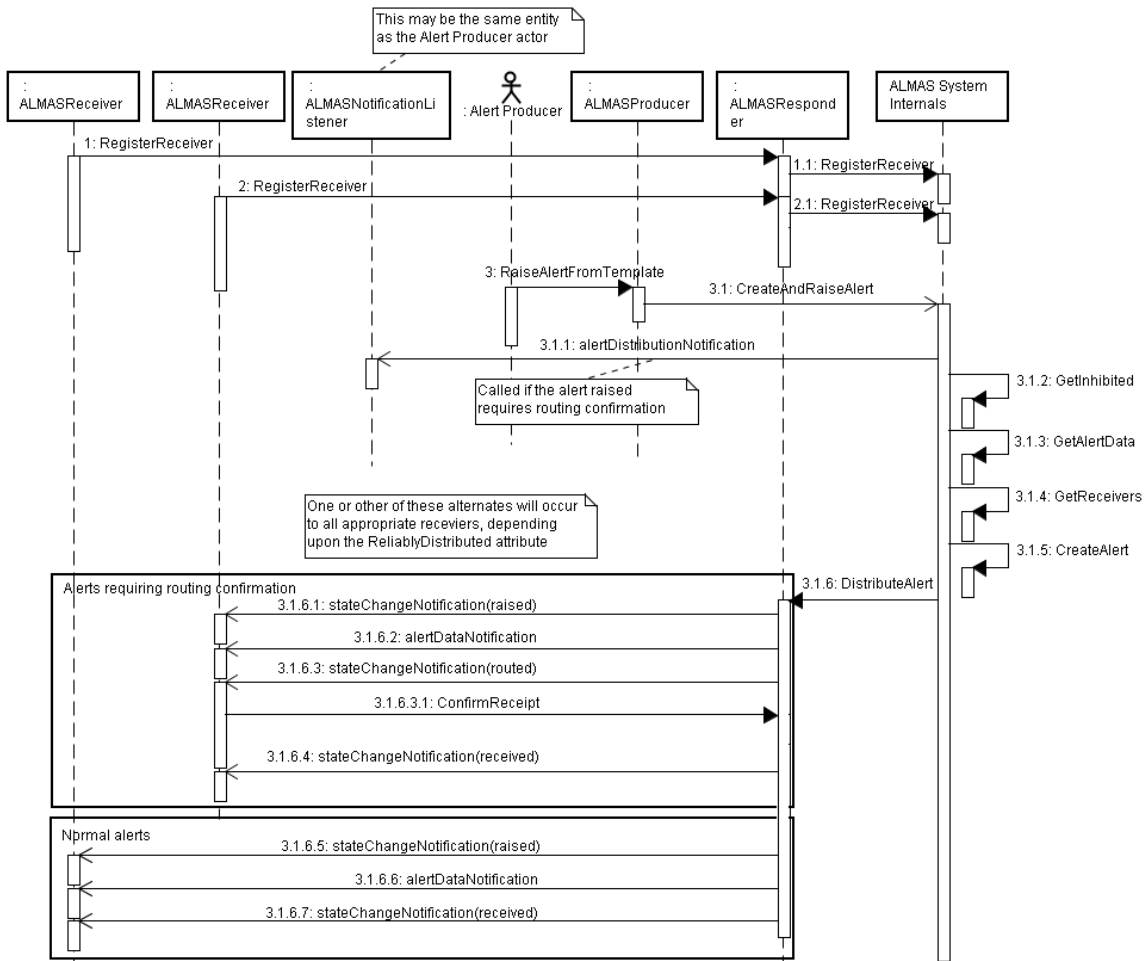 This may be the same entity
as the Alert Producer actor
:
ALMASReceiver
:
ALMASReceiver
:
ALMASNotificationLi
stener
: Alert Producer
:
ALMASProducer
:
ALMASRespond
er
ALMAS System
Internals
1: RegisterReceiver
1.1: RegisterReceiver
2: RegisterReceiver
2.1: RegisterReceiver
3: RaiseAlertFromTemplate
3.1: CreateAndRaiseAlert
3.1.1: alertDistributionNotification
Called if the alert raised
requires routing confirmation
3.1.2: GetInhibited
3.1.3: GetAlertData
3.1.4: GetReceivers
3.1.5: CreateAlert
One or other of these alternates will occur
to all appropriate receviers, depending
upon the ReliablyDistributed attribute
3.1.6: DistributeAlert
Alerts requiring routing confirmation
3.1.6.1: stateChangeNotification(raised)
3.1.6.2: alertDataNotification
3.1.6.3: stateChangeNotification(routed)
3.1.6.3.1: ConfirmReceipt
3.1.6.4: stateChangeNotification(received)
Normal alerts
3.1.6.5: stateChangeNotification(raised)
3.1.6.6: alertDataNotification
3.1.6.7: stateChangeNotification(received)